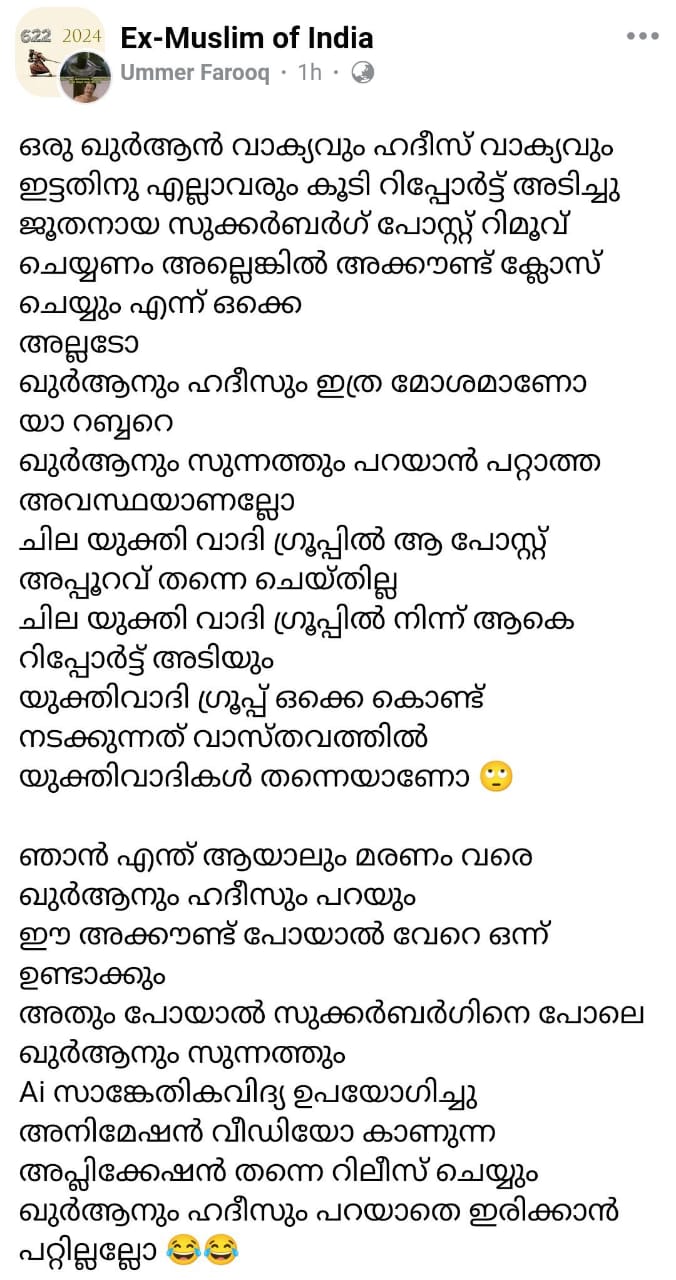 622 2024
Ex-Muslim of India
Ummer Farooq · 1h ·
ഒരു ഖുർആൻ വാക്യവും ഹദീസ് വാക്യവും
ഇട്ടതിനു എല്ലാവരും കൂടി റിപ്പോർട്ട് അടിച്ചു
ജൂതനായ സുക്കർബർഗ് പോസ്റ്റ് റിമൂവ്
ചെയ്യണം അല്ലെങ്കിൽ അക്കൗണ്ട് ക്ലോസ്
ചെയ്യും എന്ന് ഒക്കെ
അല്ലടോ
ഖുർആനും ഹദീസും ഇത്ര മോശമാണോ
യാ റബ്ബറെ
ഖുർആനും സുന്നത്തും പറയാൻ പറ്റാത്ത
അവസ്ഥയാണല്ലോ
ചില യുക്തി വാദി ഗ്രൂപ്പിൽ ആ പോസ്റ്റ്
അപ്പൂറവ് തന്നെ ചെയ്തില്ല
ചില യുക്തി വാദി ഗ്രൂപ്പിൽ നിന്ന് ആകെ
റിപ്പോർട്ട് അടിയും
യുക്തിവാദി ഗ്രൂപ്പ് ഒക്കെ കൊണ്ട്
നടക്കുന്നത് വാസ്തവത്തിൽ
യുക്തിവാദികൾ തന്നെയാണോ 🙄
ഞാൻ എന്ത് ആയാലും മരണം വരെ
ഖുർആനും ഹദീസും പറയും
ഈ അക്കൗണ്ട് പോയാൽ വേറെ ഒന്ന്
ഉണ്ടാക്കും
അതും പോയാൽ സുക്കർബർഗിനെ പോലെ
ഖുർആനും സുന്നത്തും
Ai സാങ്കേതികവിദ്യ ഉപയോഗിച്ചു
അനിമേഷൻ വീഡിയോ കാണുന്ന
അപ്ലിക്കേഷൻ തന്നെ റിലീസ് ചെയ്യും
ഖുർആനും ഹദീസും പറയാതെ ഇരിക്കാൻ
പറ്റില്ലല്ലോ 😂😂